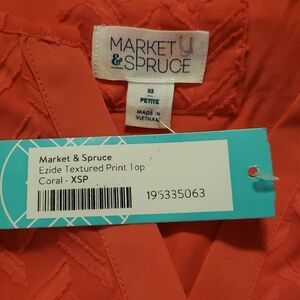 MARKET
& SPRUCE
XS
PETITE
MADE IN
VIETNAM
Market & Spruce
Ezide Textured Print Top
Coral - XSP
195335063